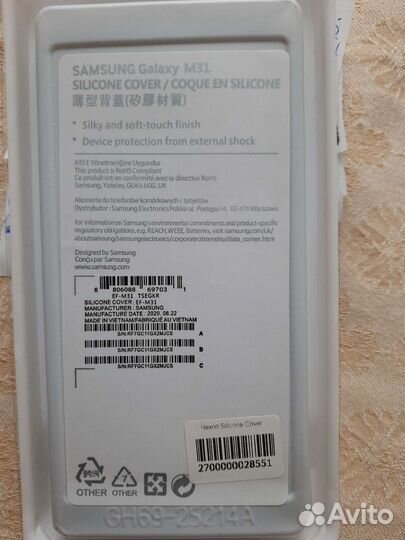 SAMSUNG Galaxy M31
SILICONE COVER / COQUE EN SILICONE
薄型背蓋(矽膠材質)
* Silky and soft-touch finish
* Device protection from external shock
AEEE Yönetmeliğine Uygundur
This product is RoHS Compliant
Ce produit est en conformité avec la directive RoHS
Samsung, Yateley, GU46 6GG. UK
Akcesoria do telefonów komórkowych i tabletów
Dystrybutor : Samsung Electronics Polska ul. Postępu 14, 02-676 Warszawa
For information on Samsung's environmental commitments and product-specific
regulatory obligations, e.g. REACH, WEEE, Batteries, visit samsung.com/uk/
aboutsamsung/samsungelectronics/corporatecitizenship/data_corner.html
Designed by Samsung
Conçu par Samsung
www.samsung.com
8 806088 697031
EF-M31 TSEGKR
SILICONE COVER EF-M31
MANUFACTURER : SAMSUNG
MANUFACTURE DATE : 2020. 06.22
MADE IN VIETNAM/FABRIQUÉ AU VIETNAM
S/N:RF7GC11GX2MJCS A
S/N:RF7GC11GX2MJCS B
S/N:RF7GC11GX2MJCS C
Чехол Silicone Cover
2700000028551
OTHER
7
OTHER
GH69-25214A
Avito